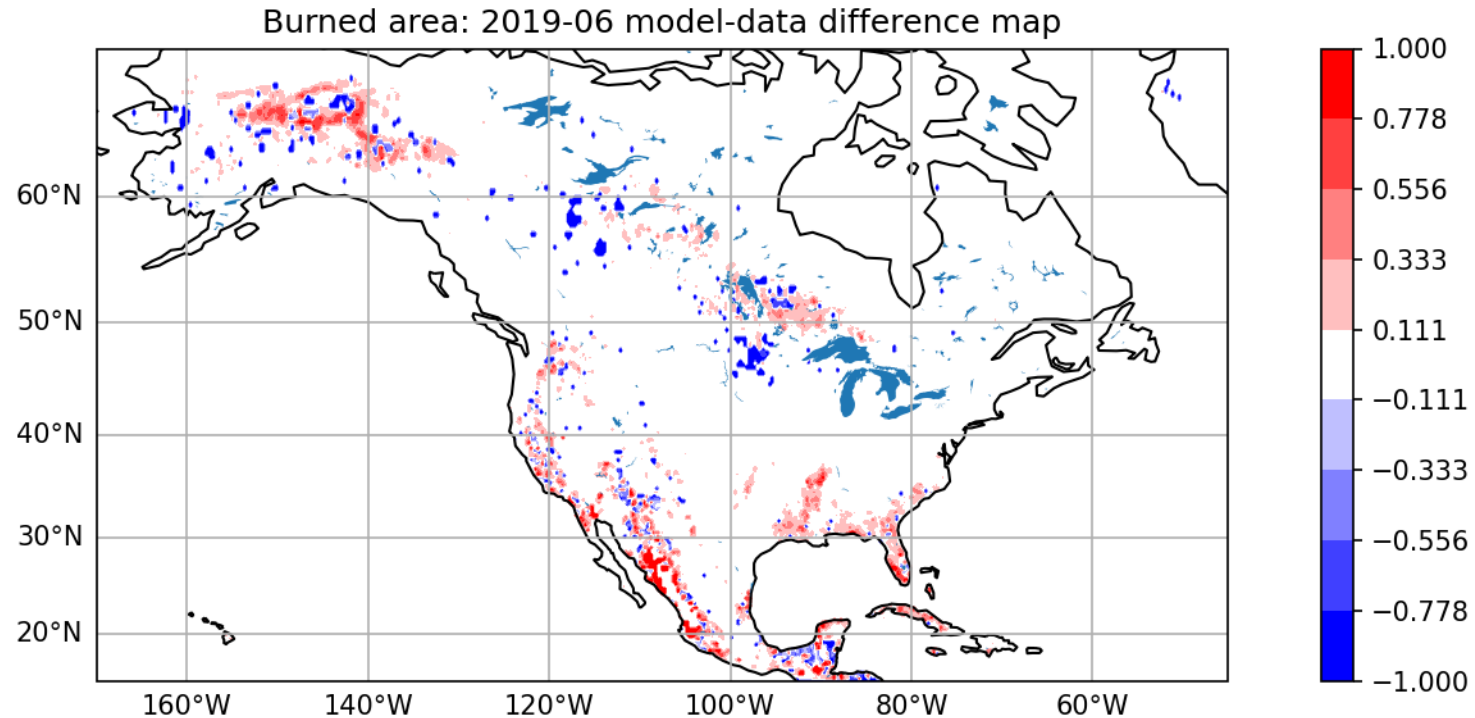 Burned area: 2019-06 model-data difference map
60°N
50°N
40°N
30°N
20°N
160°W
140°W
120°W
100°W
80°W
60°W
1.000
0.778
0.556
0.333
0.111
−0.111
−0.333
−0.556
−0.778
−1.000